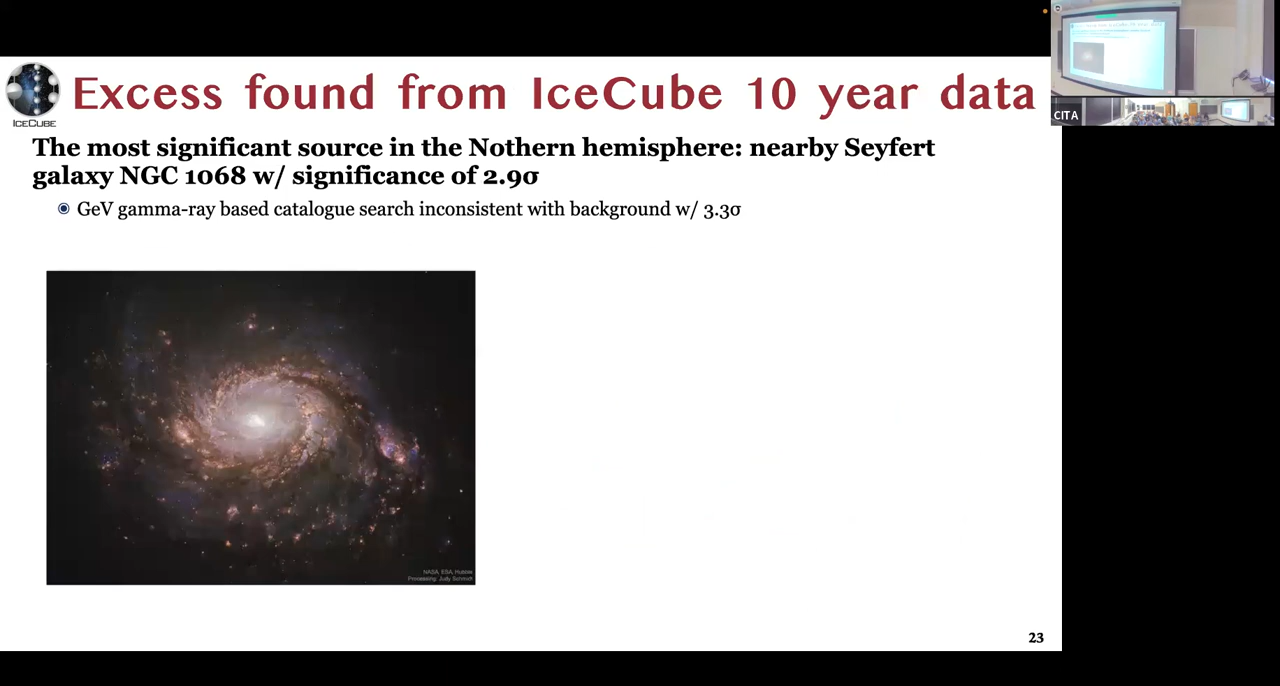 Excess found from IceCube 10 year data
ICECUBE
The most significant source in the Nothern hemisphere: nearby Seyfert
galaxy NGC 1068 w/ significance of 2.9σ
GeV gamma-ray based catalogue search inconsistent with background w/ 3.3σ
NASA, ESA, Hubble
Processing: Judy Schmidt
23
CITA